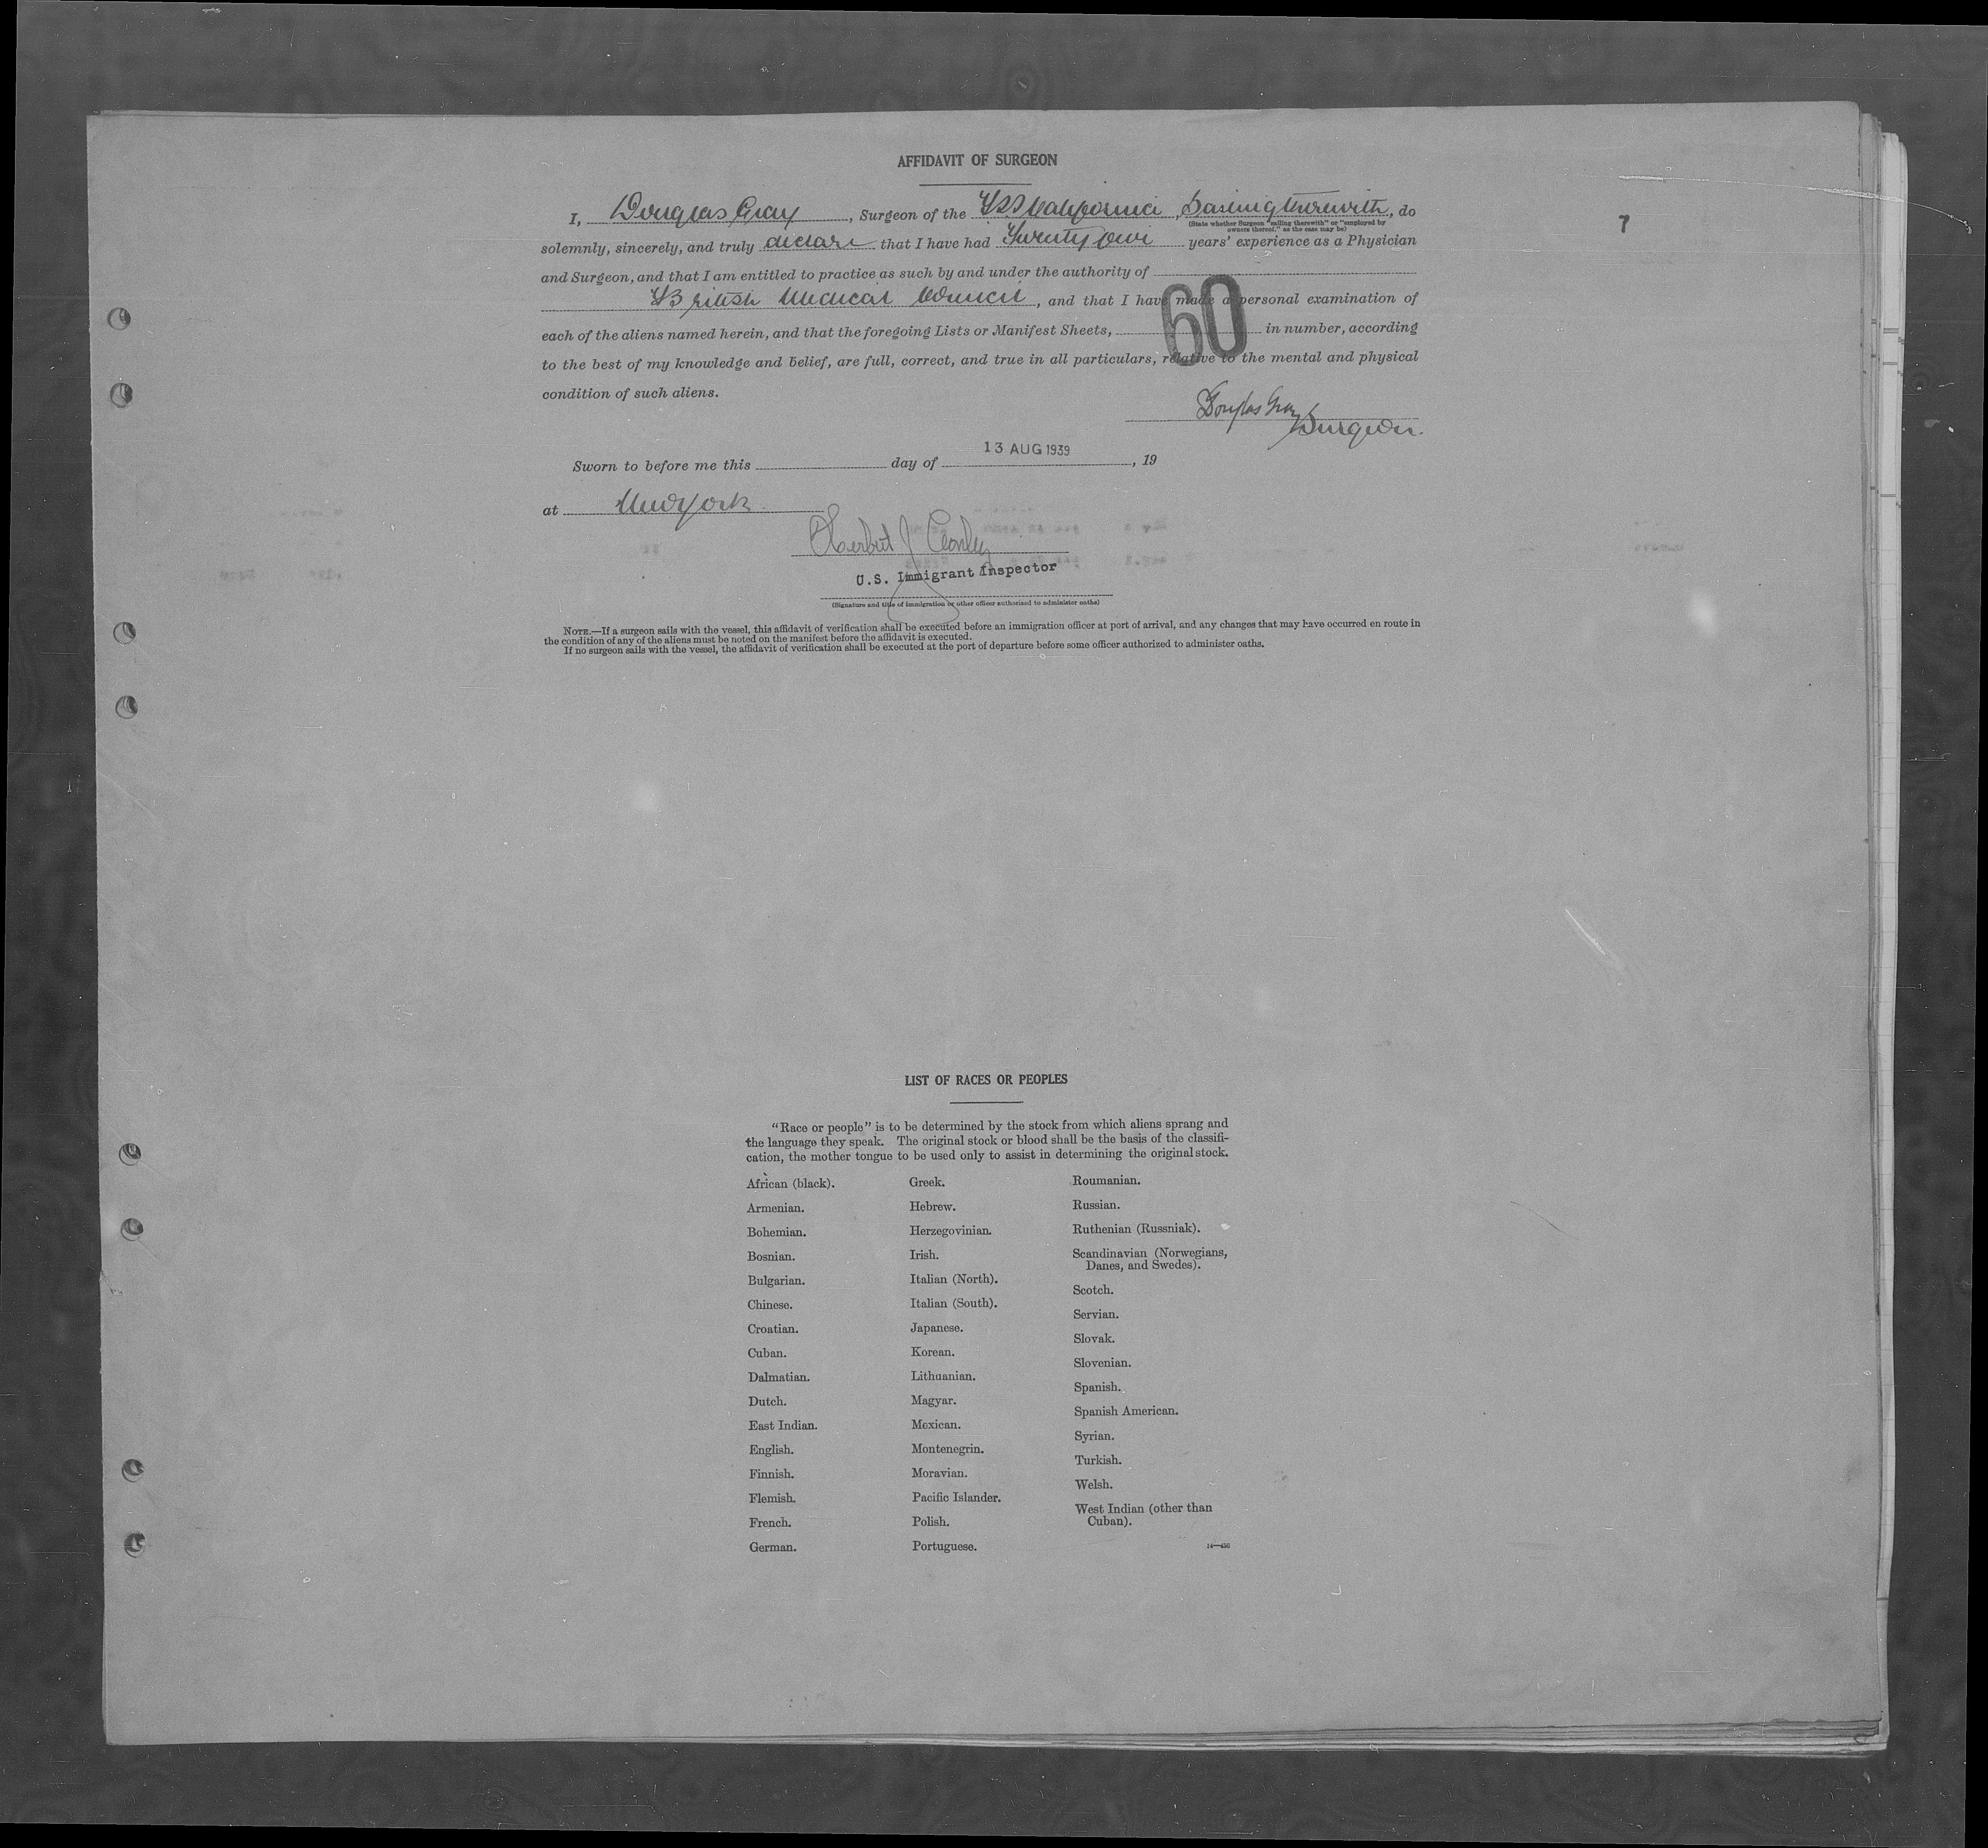 AFFIDAVIT OF SURGEON
I, Douglas Gray, Surgeon of the California, Sailing therewith, do
(State whether Surgeon "sailing therewith" or "employed by
owners thereof," as the case may be)
7
solemnly, sincerely, and truly declare that I have had Twenty years' experience as a Physician
and Surgeon, and that I am entitled to practice as such by and under the authority of
British Medical Council, and that I have made a personal examination of
each of the aliens named herein, and that the foregoing Lists or Manifest Sheets, 60 in number, according
to the best of my knowledge and belief, are full, correct, and true in all particulars, relative to the mental and physical
condition of such aliens.
Douglas Gray
Surgeon.
13 AUG 1939
Sworn to before me this day of , 19
at New York
Herbert J
U.S. Immigrant Inspector
(Signature and title of immigration or other officer authorized to administer oaths)
NOTE.—If a surgeon sails with the vessel, this affidavit of verification shall be executed before an immigration officer at port of arrival, and any changes that may have occurred en route in
the condition of any of the aliens must be noted on the manifest before the affidavit is executed.
If no surgeon sails with the vessel, the affidavit of verification shall be executed at the port of departure before some officer authorized to administer oaths.
LIST OF RACES OR PEOPLES
"Race or people" is to be determined by the stock from which aliens sprang and
the language they speak. The original stock or blood shall be the basis of the classifi-
cation, the mother tongue to be used only to assist in determining the original stock.
African (black).
Armenian.
Bohemian.
Bosnian.
Bulgarian.
Chinese.
Croatian.
Cuban.
Dalmatian.
Dutch.
East Indian.
English.
Finnish.
Flemish.
French.
German.
Greek.
Hebrew.
Herzegovinian.
Irish.
Italian (North).
Italian (South).
Japanese.
Korean.
Lithuanian.
Magyar.
Mexican.
Montenegrin.
Moravian.
Pacific Islander.
Polish.
Portuguese.
Roumanian.
Russian.
Ruthenian (Russniak).
Scandinavian (Norwegians,
Danes, and Swedes).
Scotch.
Servian.
Slovak.
Slovenian.
Spanish.
Spanish American.
Syrian.
Turkish.
Welsh.
West Indian (other than
Cuban).